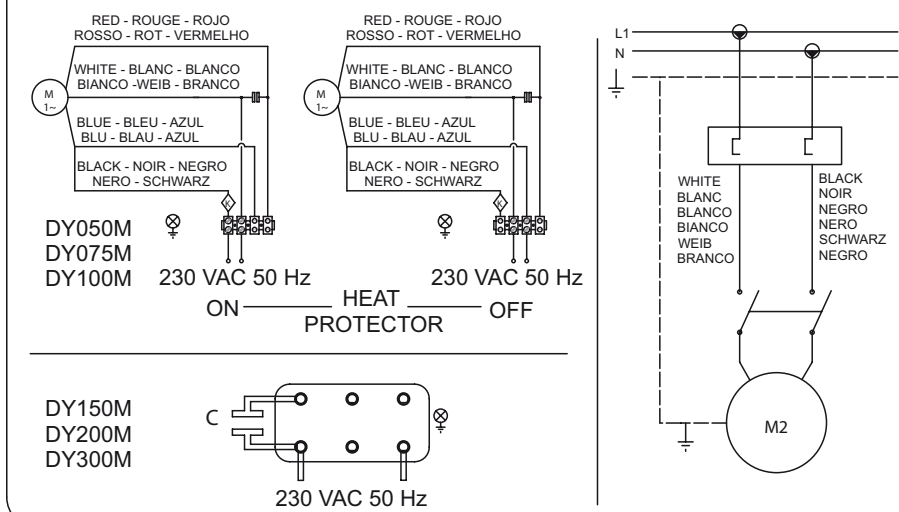 RED - ROUGE - ROJO
ROSSO - ROT - VERMELHO
WHITE - BLANC - BLANCO
BIANCO -WEIB - BRANCO
M
1~
BLUE - BLEU - AZUL
BLU - BLAU - AZUL
BLACK - NOIR - NEGRO
NERO - SCHWARZ
K
RED - ROUGE - ROJO
ROSSO - ROT - VERMELHO
WHITE - BLANC - BLANCO
BIANCO -WEIB - BRANCO
M
1~
BLUE - BLEU - AZUL
BLU - BLAU - AZUL
BLACK - NOIR - NEGRO
NERO - SCHWARZ
K
DY050M
DY075M
DY100M
230 VAC 50 Hz
230 VAC 50 Hz
ON
HEAT
PROTECTOR
OFF
DY150M
DY200M
DY300M
C
230 VAC 50 Hz
L1
N
WHITE
BLANC
BLANCO
BIANCO
WEIB
BRANCO
BLACK
NOIR
NEGRO
NERO
SCHWARZ
NEGRO
M2